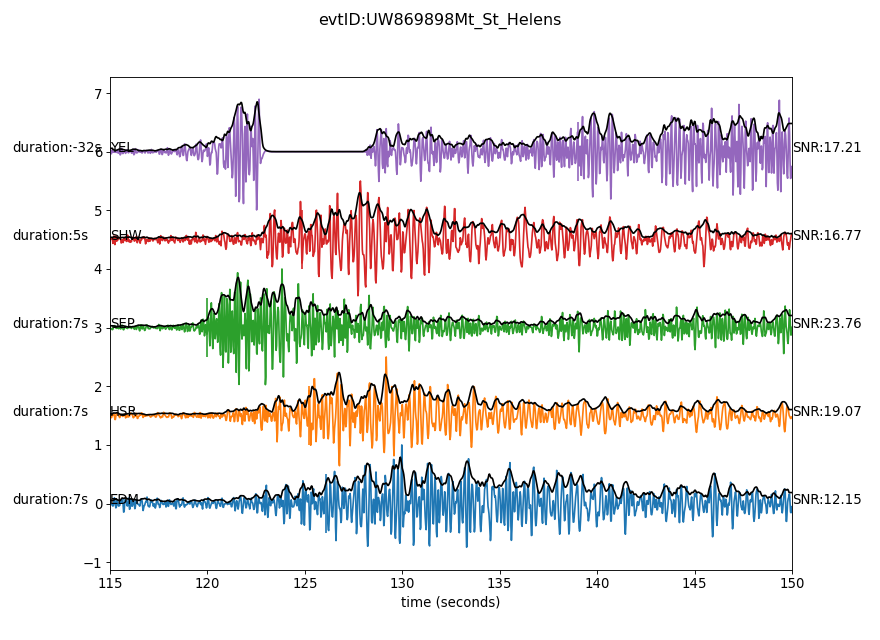 evtID:UW869898Mt_St_Helens
7
duration:-32s YEL 6 SNR:17.21
5
duration:5s SHW SNR:16.77
4
duration:7s SEP 3 SNR:23.76
2
duration:7s HSR SNR:19.07
1
duration:7s EDM 0 SNR:12.15
−1
115 120 125 130 135 140 145 150
time (seconds)